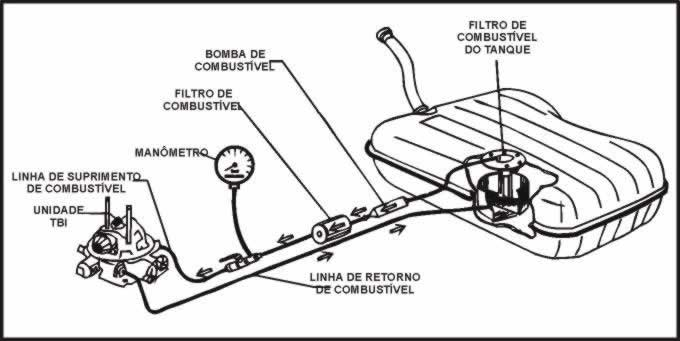 FILTRO DE
COMBUSTÍVEL
DO TANQUE
BOMBA DE
COMBUSTÍVEL
FILTRO DE
COMBUSTÍVEL
MANÔMETRO
LINHA DE SUPRIMENTO
DE COMBUSTÍVEL
UNIDADE
TBI
LINHA DE RETORNO
DE COMBUSTÍVEL